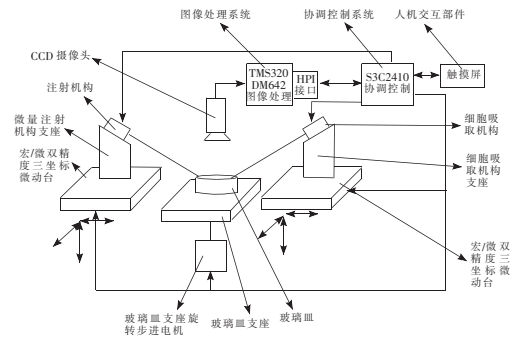 图像处理系统
协调控制系统
人机交互部件
CCD 摄像头
TMS320
DM642
图像处理
HPI
接口
S3C2410
协调控制
触摸屏
注射机构
微量注射
机构支座
宏/微双精
度三坐标
微动台
细胞吸
取机构
细胞吸
取机构
支座
宏/微双
精度三
坐标微
动台
玻璃皿支座旋
转步进电机
玻璃皿支座
玻璃皿